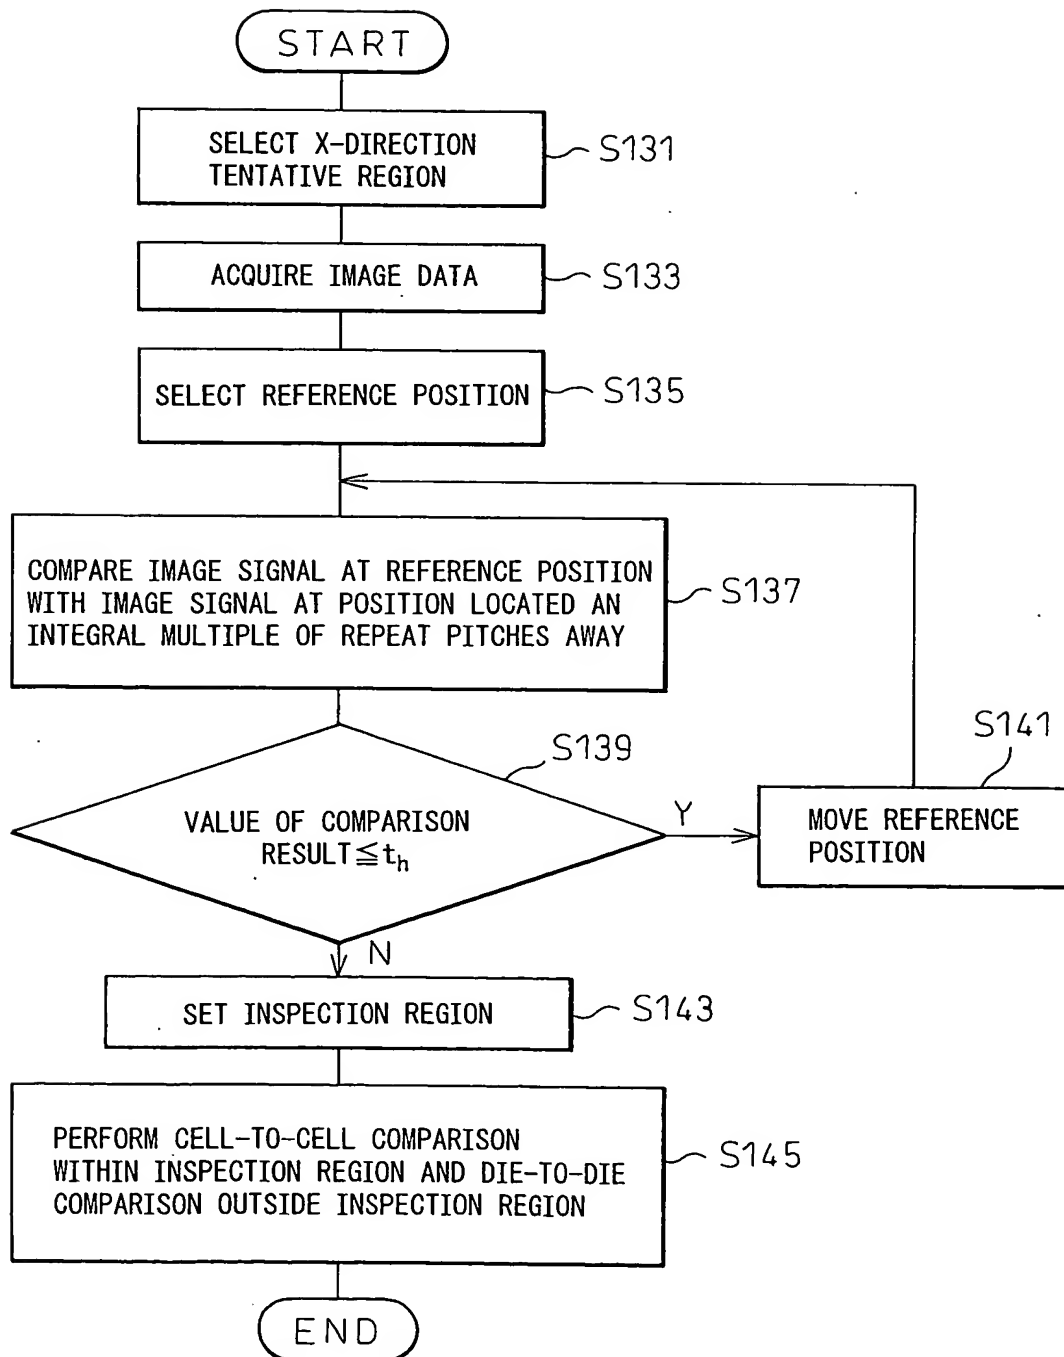 START
SELECT X-DIRECTION
TENTATIVE REGION
S131
ACQUIRE IMAGE DATA
S133
SELECT REFERENCE POSITION
S135
COMPARE IMAGE SIGNAL AT REFERENCE POSITION
WITH IMAGE SIGNAL AT POSITION LOCATED AN
INTEGRAL MULTIPLE OF REPEAT PITCHES AWAY
S137
S139
VALUE OF COMPARISON
RESULT≦th
Y
S141
MOVE REFERENCE
POSITION
N
SET INSPECTION REGION
S143
PERFORM CELL-TO-CELL COMPARISON
WITHIN INSPECTION REGION AND DIE-TO-DIE
COMPARISON OUTSIDE INSPECTION REGION
S145
END